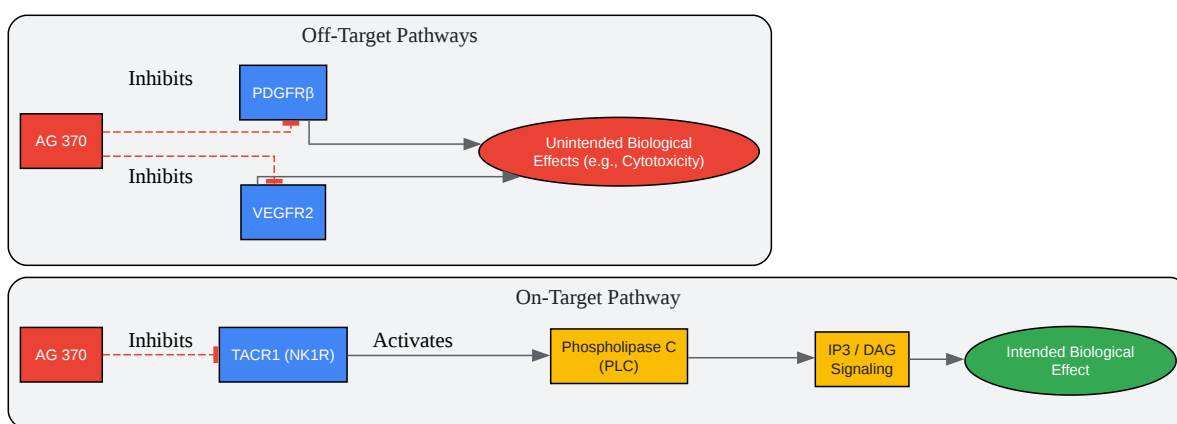 Off-Target Pathways
Inhibits
PDGFRβ
AG 370
Unintended Biological
Effects (e.g., Cytotoxicity)
Inhibits
VEGFR2
On-Target Pathway
AG 370
Inhibits
TACR1 (NK1R)
Activates
Phospholipase C
(PLC)
IP3 / DAG
Signaling
Intended Biological
Effect